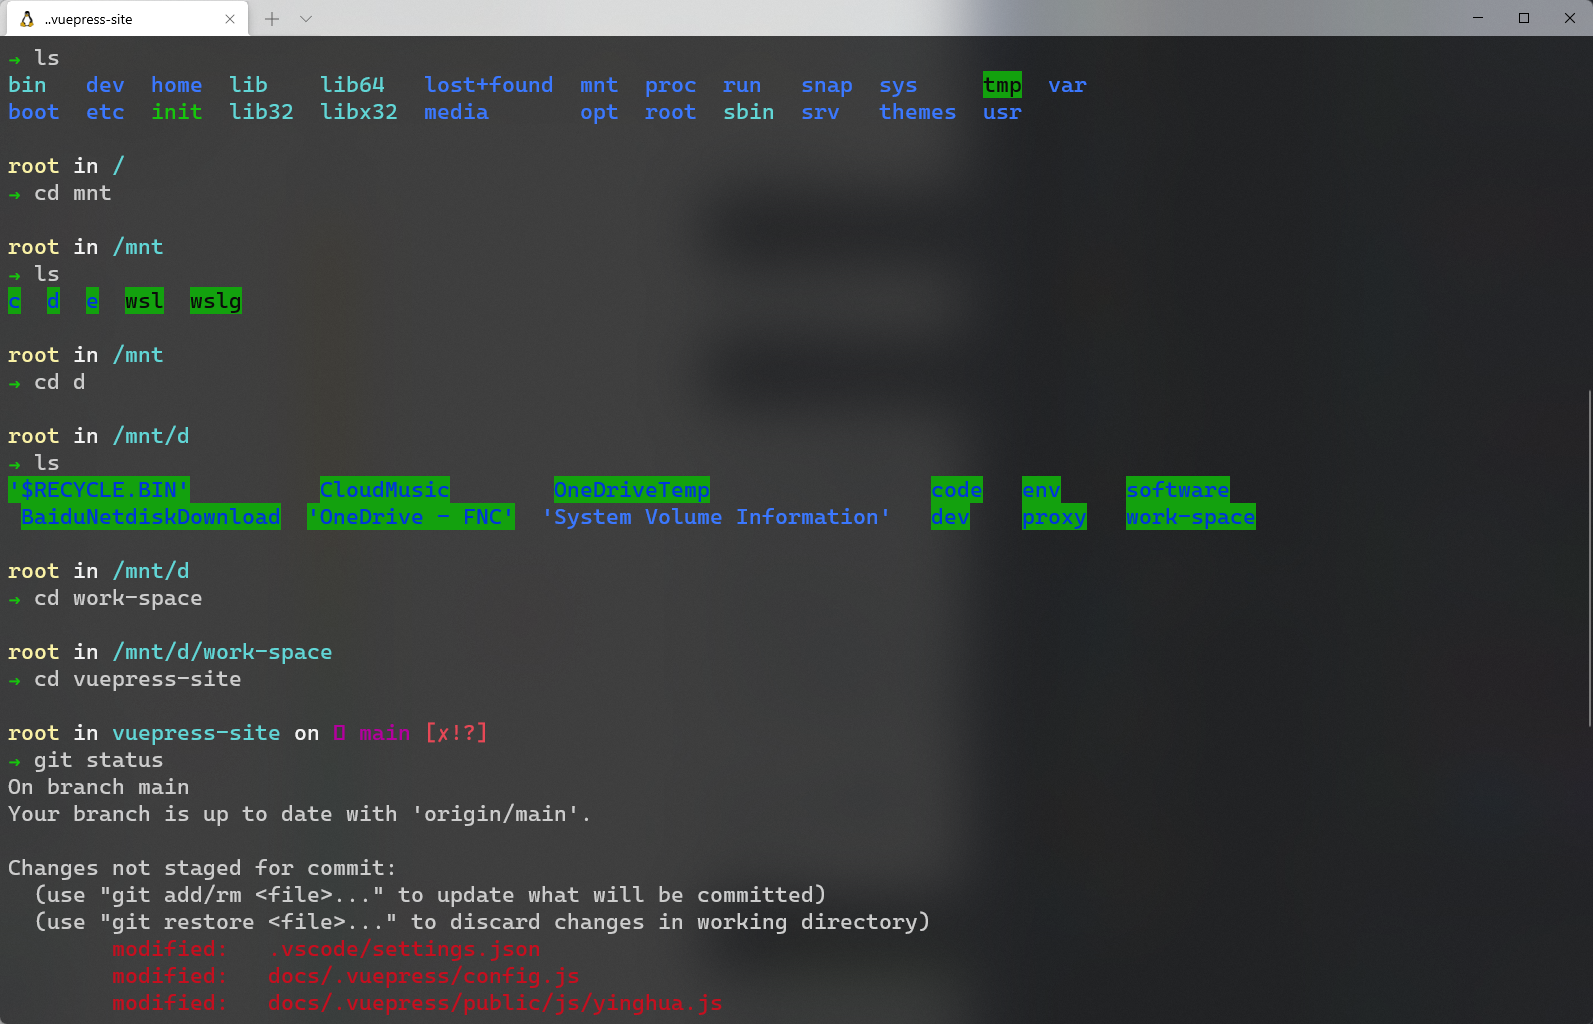 ..vuepress-site
→ ls
bin   dev  home  lib    lib64   lost+found  mnt  proc  run   snap  sys     tmp  var
boot  etc  init  lib32  libx32  media       opt  root  sbin  srv   themes  usr
root in /
→ cd mnt
root in /mnt
→ ls
c  d  e  wsl  wslg
root in /mnt
→ cd d
root in /mnt/d
→ ls
'$RECYCLE.BIN'          CloudMusic        OneDriveTemp                 code   env     software
 BaiduNetdiskDownload  'OneDrive - FNC'  'System Volume Information'   dev    proxy   work-space
root in /mnt/d
→ cd work-space
root in /mnt/d/work-space
→ cd vuepress-site
root in vuepress-site on  main [✗!?]
→ git status
On branch main
Your branch is up to date with 'origin/main'.
Changes not staged for commit:
  (use "git add/rm <file>..." to update what will be committed)
  (use "git restore <file>..." to discard changes in working directory)
        modified:   .vscode/settings.json
        modified:   docs/.vuepress/config.js
        modified:   docs/.vuepress/public/js/yinghua.js